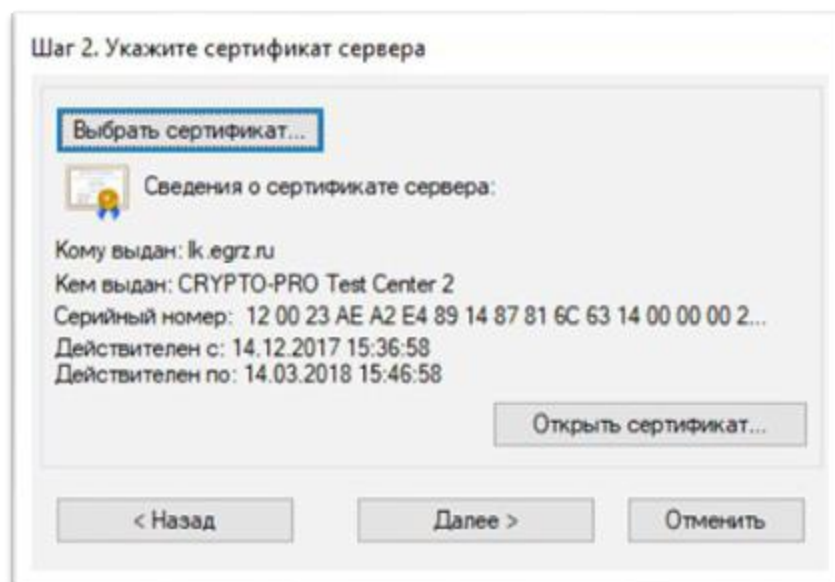 Шаг 2. Укажите сертификат сервера
Выбрать сертификат...
Сведения о сертификате сервера:
Кому выдан: lk.egrz.ru
Кем выдан: CRYPTO-PRO Test Center 2
Серийный номер: 12 00 23 AE A2 E4 89 14 87 81 6C 63 14 00 00 00 2...
Действителен с: 14.12.2017 15:36:58
Действителен по: 14.03.2018 15:46:58
Открыть сертификат...
< Назад
Далее >
Отменить